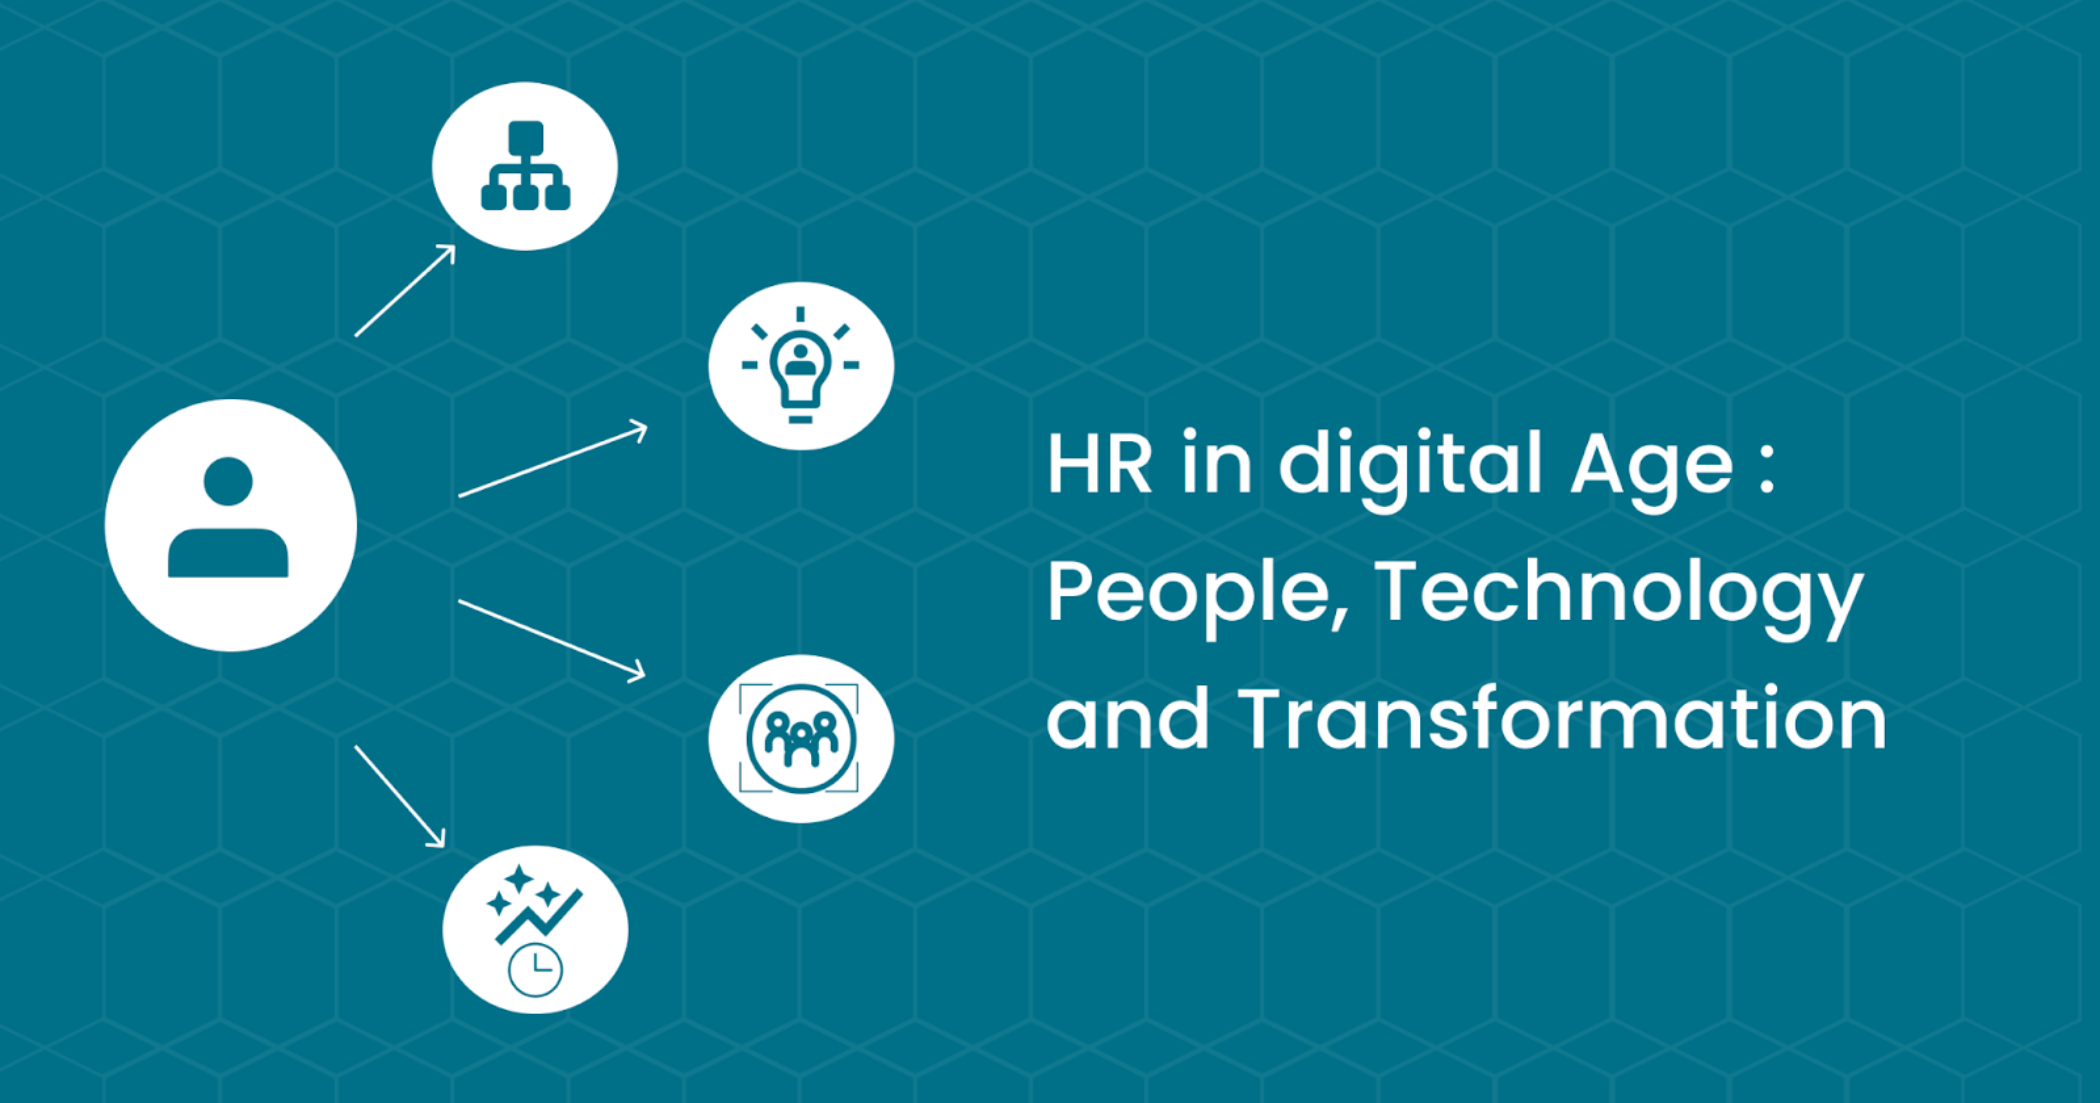 HR in digital Age :
People, Technology
and Transformation